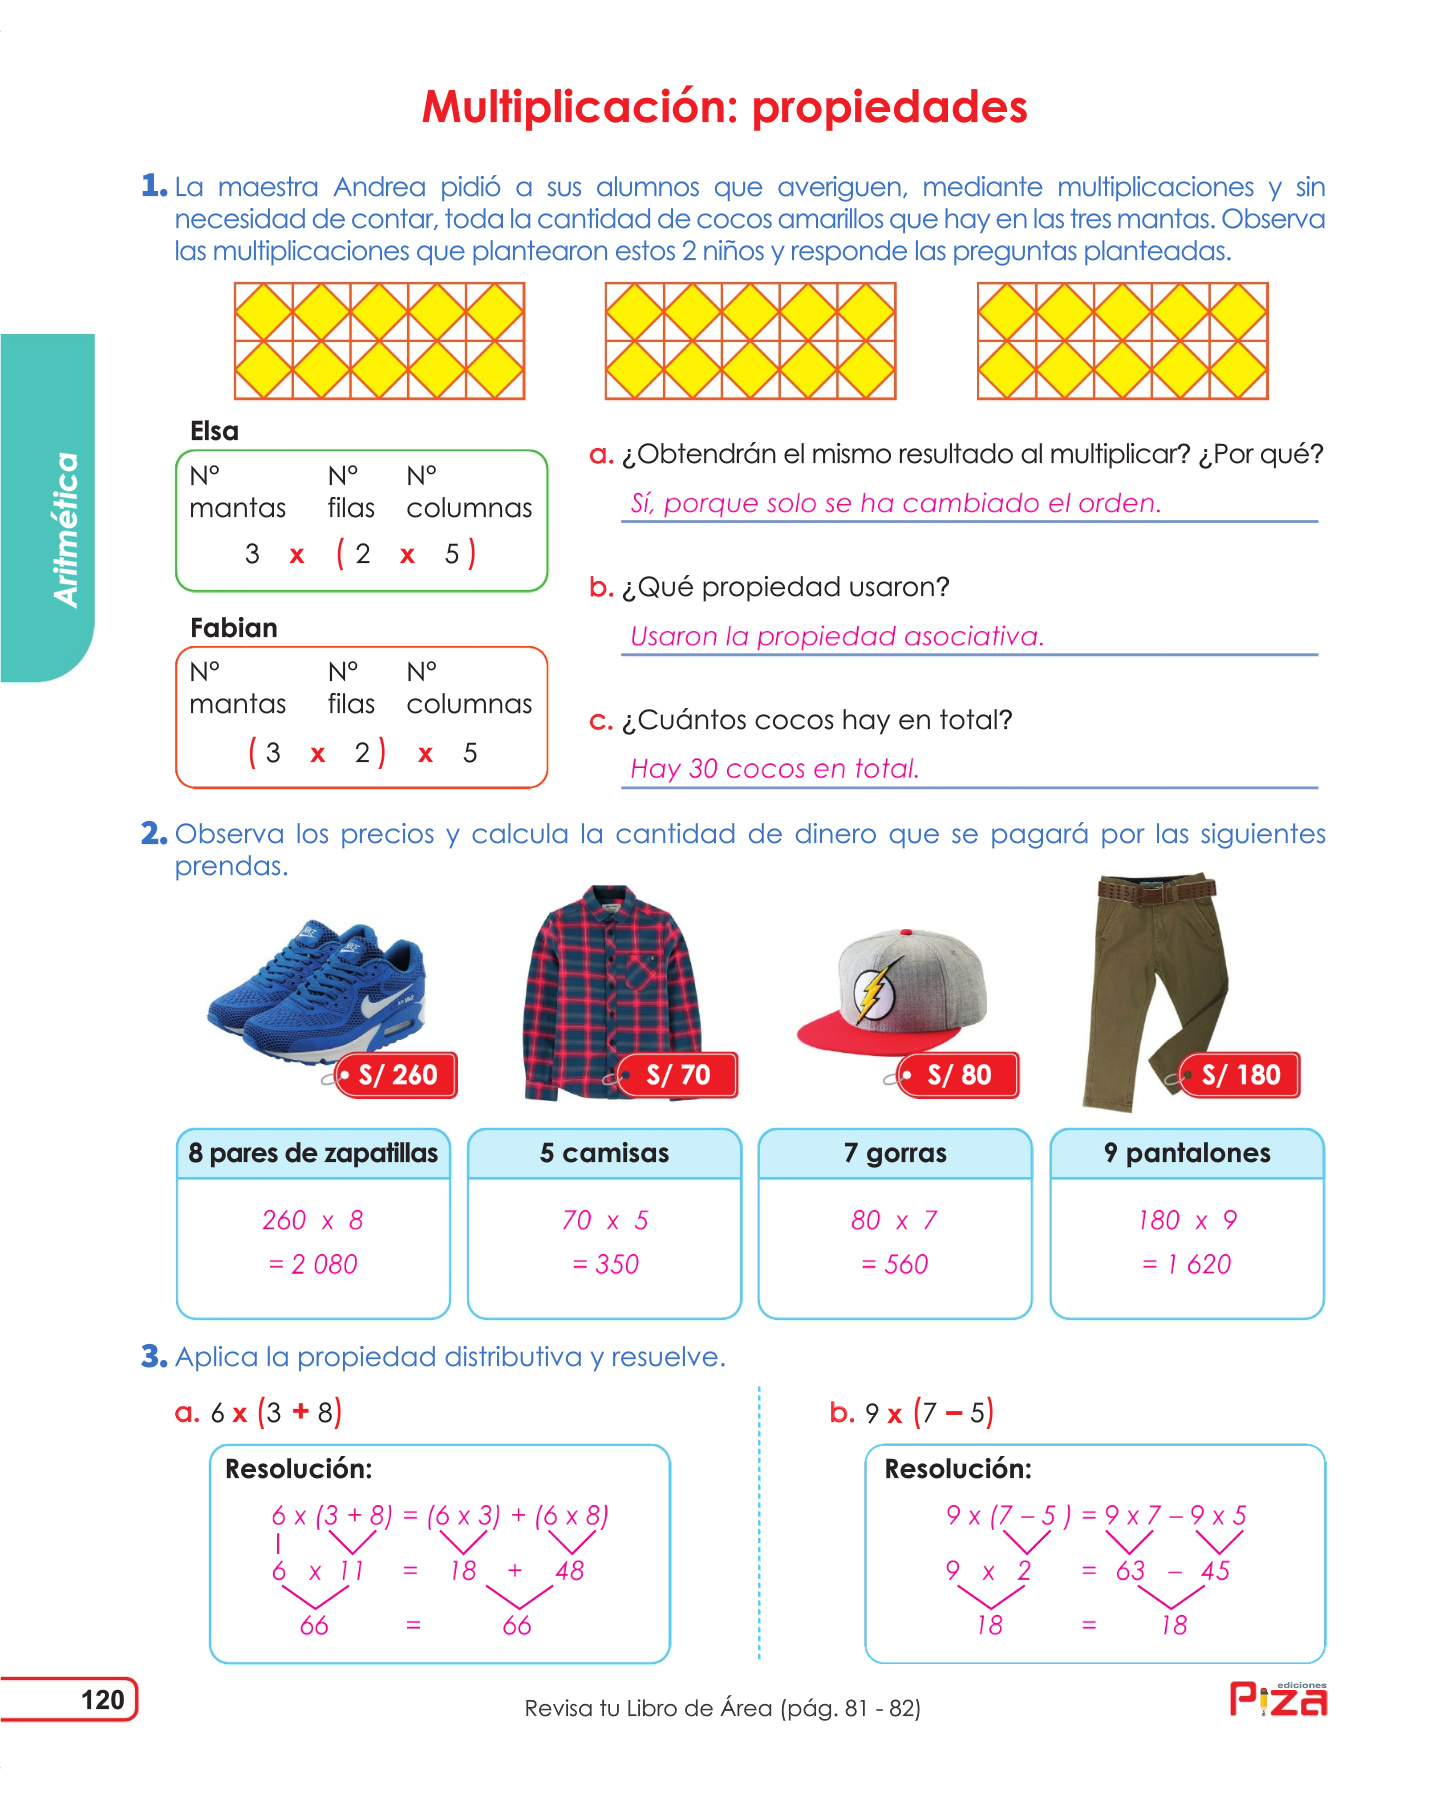 Multiplicación: propiedades
1. La maestra Andrea pidió a sus alumnos que averiguen, mediante multiplicaciones y sin
necesidad de contar, toda la cantidad de cocos amarillos que hay en las tres mantas. Observa
las multiplicaciones que plantearon estos 2 niños y responde las preguntas planteadas.
Aritmética
Elsa
N° N° N°
mantas filas columnas
3 x ( 2 x 5 )
Fabian
N° N° N°
mantas filas columnas
( 3 x 2 ) x 5
a. ¿Obtendrán el mismo resultado al multiplicar? ¿Por qué?
Sí, porque solo se ha cambiado el orden.
b. ¿Qué propiedad usaron?
Usaron la propiedad asociativa.
c. ¿Cuántos cocos hay en total?
Hay 30 cocos en total.
2. Observa los precios y calcula la cantidad de dinero que se pagará por las siguientes
prendas.
S/ 260 S/ 70 S/ 80 S/ 180
8 pares de zapatillas 5 camisas 7 gorras 9 pantalones
260 x 8 70 x 5 80 x 7 180 x 9
= 2 080 = 350 = 560 = 1 620
3. Aplica la propiedad distributiva y resuelve.
a. 6 x (3 + 8)
Resolución:
6 x (3 + 8) = (6 x 3) + (6 x 8)
6 x 11 = 18 + 48
66 = 66
b. 9 x (7 – 5)
Resolución:
9 x (7 – 5 ) = 9 x 7 – 9 x 5
9 x 2 = 63 – 45
18 = 18
120
Revisa tu Libro de Área (pág. 81 - 82)
ediciones
Piza